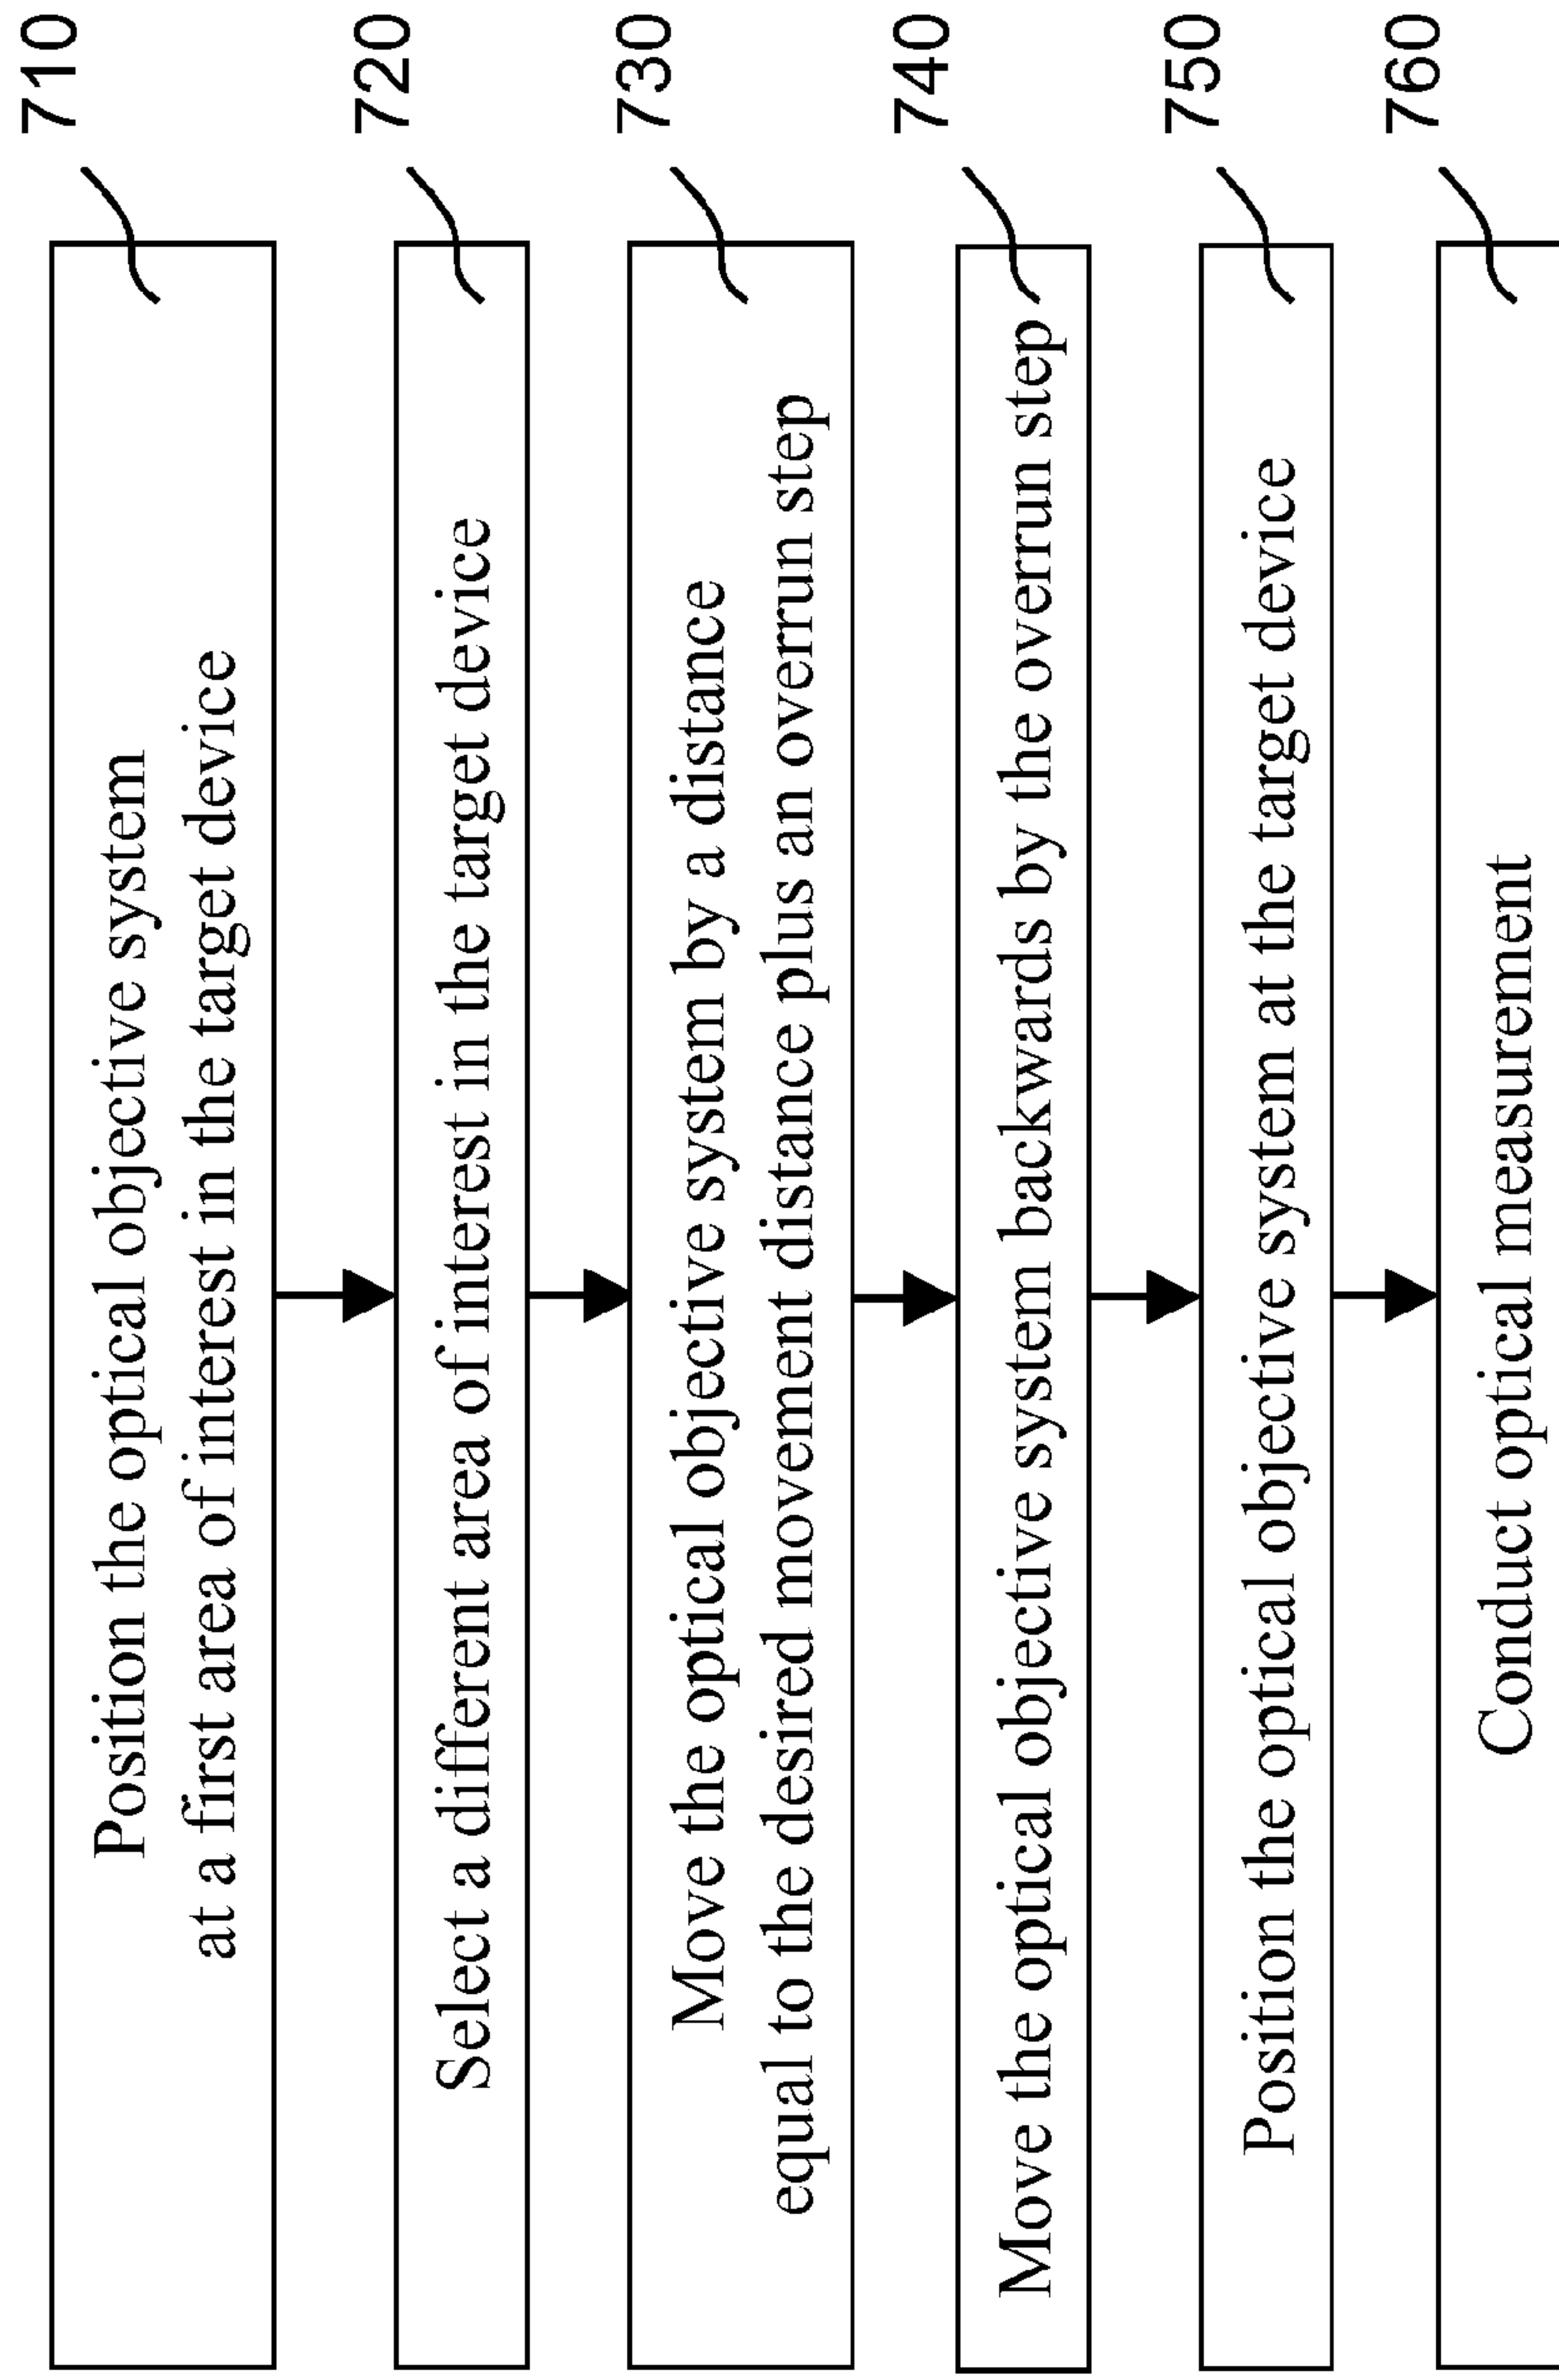 710
Position the optical objective system
at a first area of interest in the target device
720
Select a different area of interest in the target device
730
Move the optical objective system by a distance
equal to the desired movement distance plus an overrun step
740
Move the optical objective system backwards by the overrun step
750
Position the optical objective system at the target device
760
Conduct optical measurement